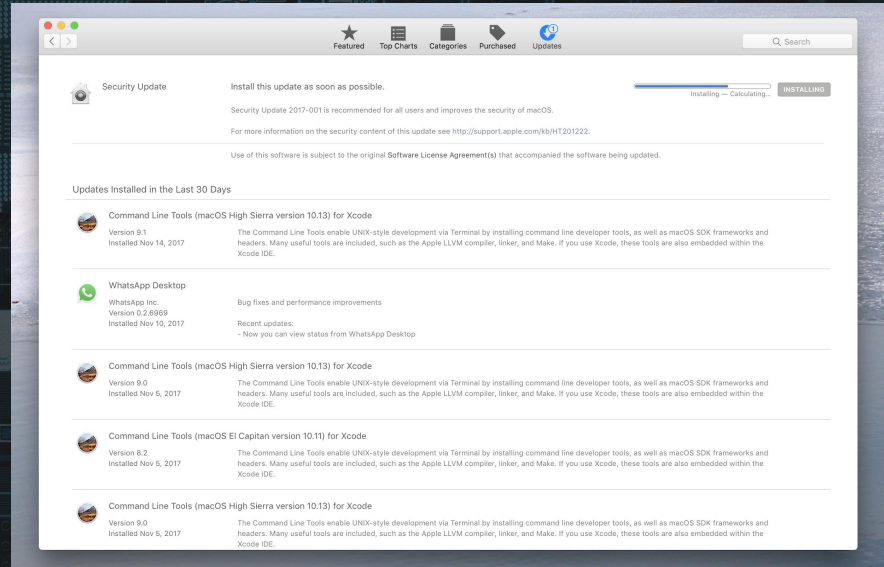 1
Featured Top Charts Categories Purchased Updates
Search
Security Update
Install this update as soon as possible.
Installing — Calculating...
INSTALLING
Security Update 2017-001 is recommended for all users and improves the security of macOS.
For more information on the security content of this update see http://support.apple.com/kb/HT201222.
Use of this software is subject to the original Software License Agreement(s) that accompanied the software being updated.
Updates Installed in the Last 30 Days
Command Line Tools (macOS High Sierra version 10.13) for Xcode
Version 9.1
Installed Nov 14, 2017
The Command Line Tools enable UNIX-style development via Terminal by installing command line developer tools, as well as macOS SDK frameworks and
headers. Many useful tools are included, such as the Apple LLVM compiler, linker, and Make. If you use Xcode, these tools are also embedded within the
Xcode IDE.
WhatsApp Desktop
WhatsApp Inc.
Version 0.2.6969
Installed Nov 10, 2017
Bug fixes and performance improvements
Recent updates:
- Now you can view status from WhatsApp Desktop
Command Line Tools (macOS High Sierra version 10.13) for Xcode
Version 9.0
Installed Nov 5, 2017
The Command Line Tools enable UNIX-style development via Terminal by installing command line developer tools, as well as macOS SDK frameworks and
headers. Many useful tools are included, such as the Apple LLVM compiler, linker, and Make. If you use Xcode, these tools are also embedded within the
Xcode IDE.
Command Line Tools (macOS El Capitan version 10.11) for Xcode
Version 8.2
Installed Nov 5, 2017
The Command Line Tools enable UNIX-style development via Terminal by installing command line developer tools, as well as macOS SDK frameworks and
headers. Many useful tools are included, such as the Apple LLVM compiler, linker, and Make. If you use Xcode, these tools are also embedded within the
Xcode IDE.
Command Line Tools (macOS High Sierra version 10.13) for Xcode
Version 9.0
Installed Nov 5, 2017
The Command Line Tools enable UNIX-style development via Terminal by installing command line developer tools, as well as macOS SDK frameworks and
headers. Many useful tools are included, such as the Apple LLVM compiler, linker, and Make. If you use Xcode, these tools are also embedded within the
Xcode IDE.